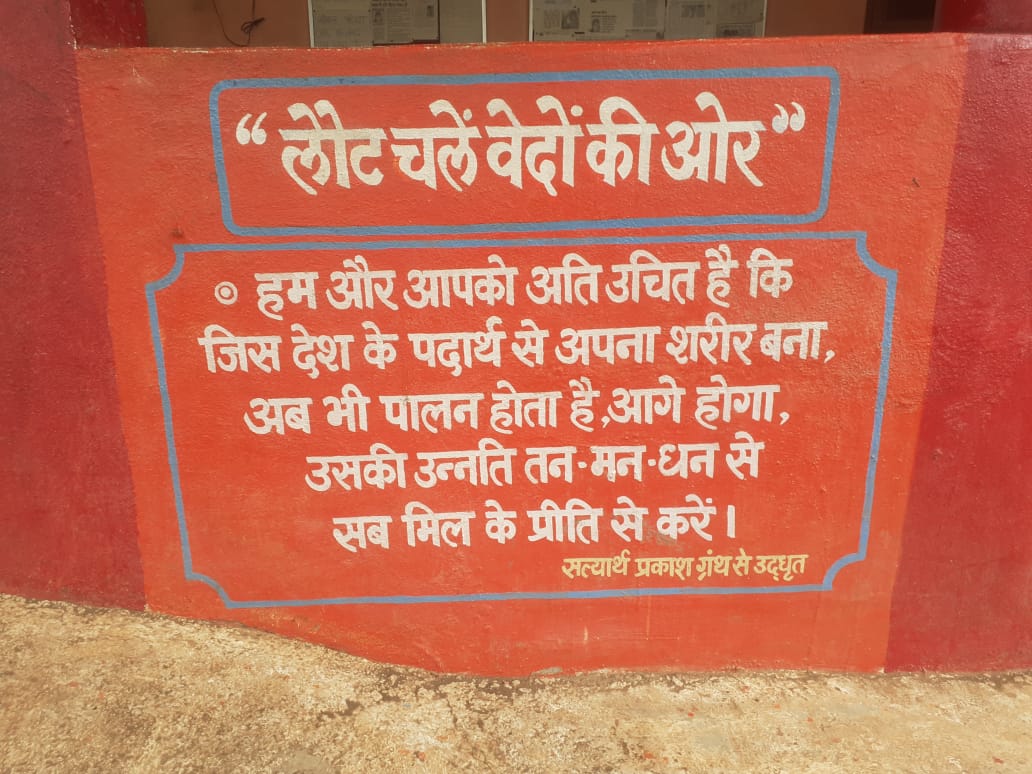 “लौट चलें वेदों की ओर”
⊙ हम और आपको अति उचित है कि
जिस देश के पदार्थ से अपना शरीर बना,
अब भी पालन होता है, आगे होगा,
उसकी उन्नति तन-मन-धन से
सब मिल के प्रीति से करें।
सत्यार्थ प्रकाश ग्रंथ से उद्धृत